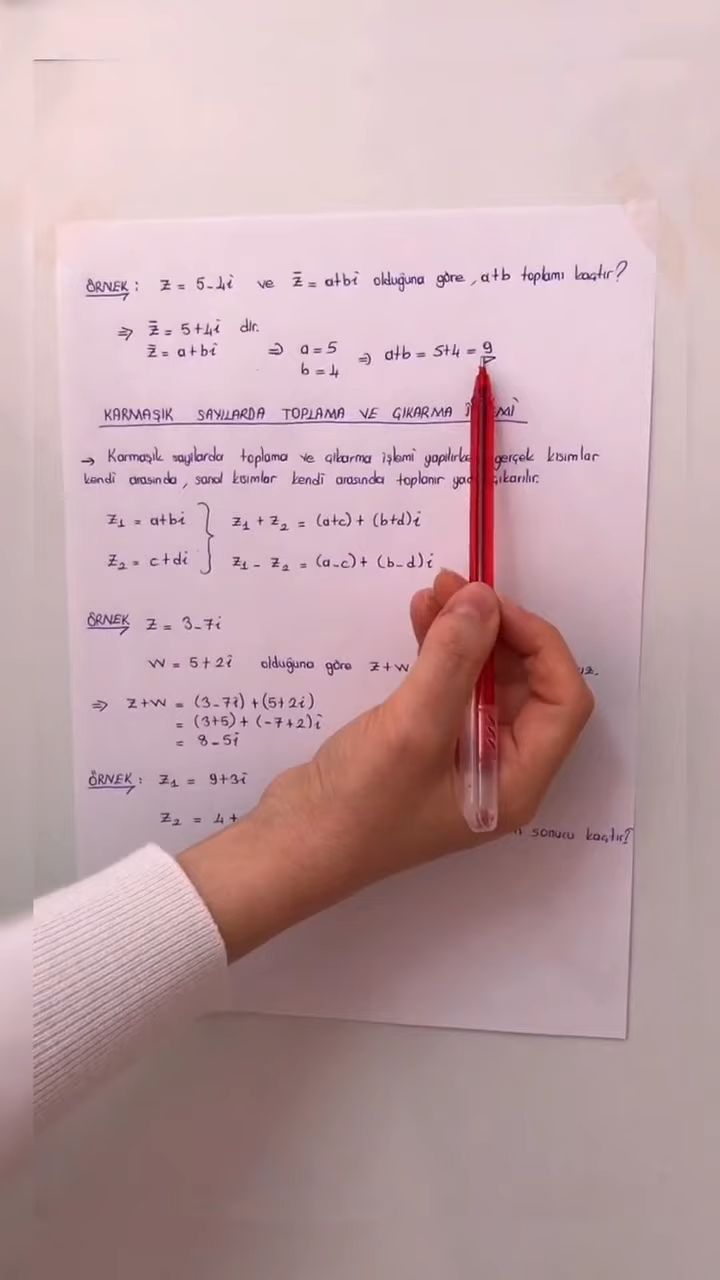 ÖRNEK : z = 5-4i ve z̄ = a+bi olduğuna göre, a+b toplamı kaçtır?
⇒ z̄ = 5+4i dir.
z̄ = a+bi ⇒ a=5 ⇒ a+b = 5+4 = 9
b=4
KARMAŞIK SAYILARDA TOPLAMA VE ÇIKARMA
→ Karmaşık sayılarda toplama ve çıkarma işlemi gerçek kısımlar
kendi arasında, sanal kısımlar kendi arasında toplanır
z₁ = a+bi } z₁ + z₂ = (a+c) + (b+d)i
z₂ = c+di z₁ - z₂ = (a-c) + (b-d)i
ÖRNEK z = 3-7i
w = 5+2i olduğuna göre z+w
⇒ z+w = (3-7i) + (5+2i)
= (3+5) + (-7+2)i
= 8-5i
ÖRNEK : z₁ = 9+3i
z₂ = 4+ sonucu kaçtır?